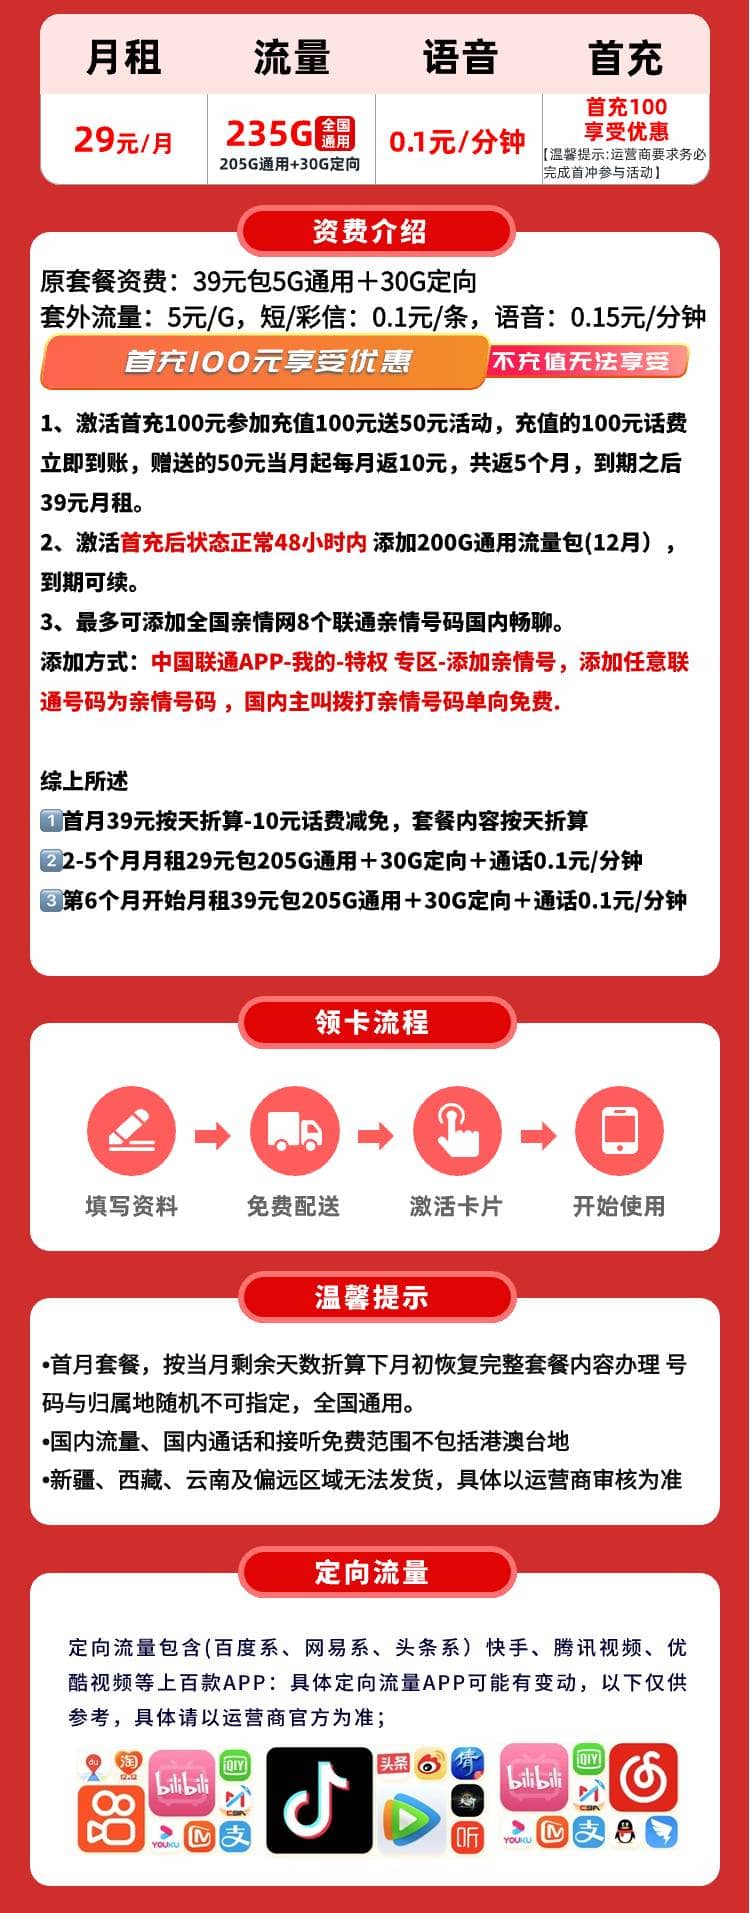 月租 流量 语音 首充
29元/月
235G 全国通用
205G通用+30G定向
0.1元/分钟
首充100
享受优惠
【温馨提示:运营商要求务必
完成首冲参与活动】
资费介绍
原套餐资费：39元包5G通用＋30G定向
套外流量：5元/G，短/彩信：0.1元/条，语音：0.15元/分钟
首充100元享受优惠 不充值无法享受
1、激活首充100元参加充值100元送50元活动，充值的100元话费
立即到账，赠送的50元当月起每月返10元，共返5个月，到期之后
39元月租。
2、激活首充后状态正常48小时内 添加200G通用流量包(12月），
到期可续。
3、最多可添加全国亲情网8个联通亲情号码国内畅聊。
添加方式：中国联通APP-我的-特权 专区-添加亲情号，添加任意联
通号码为亲情号码 ，国内主叫拨打亲情号码单向免费.
综上所述
1首月39元按天折算-10元话费减免，套餐内容按天折算
2 2-5个月月租29元包205G通用＋30G定向＋通话0.1元/分钟
3第6个月开始月租39元包205G通用＋30G定向＋通话0.1元/分钟
领卡流程
填写资料 免费配送 激活卡片 开始使用
温馨提示
•首月套餐，按当月剩余天数折算下月初恢复完整套餐内容办理 号
码与归属地随机不可指定，全国通用。
•国内流量、国内通话和接听免费范围不包括港澳台地
•新疆、西藏、云南及偏远区域无法发货，具体以运营商审核为准
定向流量
定向流量包含(百度系、网易系、头条系）快手、腾讯视频、优
酷视频等上百款APP：具体定向流量APP可能有变动，以下仅供
参考，具体请以运营商官方为准；
du 淘 12.12 bilibili QIY CBA YOUKU 支
头条 倩 听
bilibili QIY CBA YOUKU 支